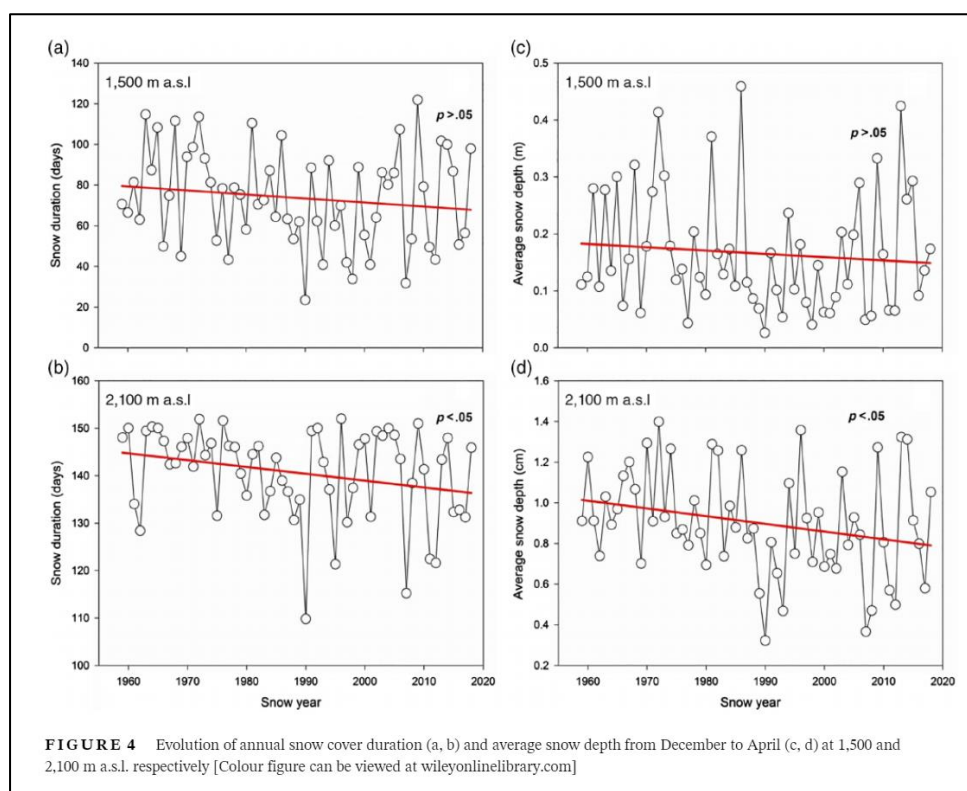 (a)
1,500 m a.s.l
p >.05
Snow duration (days)
140
120
100
80
60
40
20
0
(b)
2,100 m a.s.l
p <.05
Snow duration (days)
160
150
140
130
120
110
100
1960 1970 1980 1990 2000 2010 2020
Snow year
(c)
1,500 m a.s.l
p >.05
Average snow depth (m)
0.5
0.4
0.3
0.2
0.1
0.0
(d)
2,100 m a.s.l
p <.05
Average snow depth (cm)
1.6
1.4
1.2
1.0
0.8
0.6
0.4
0.2
1960 1970 1980 1990 2000 2010 2020
Snow year
FIGURE 4 Evolution of annual snow cover duration (a, b) and average snow depth from December to April (c, d) at 1,500 and
2,100 m a.s.l. respectively [Colour figure can be viewed at wileyonlinelibrary.com]